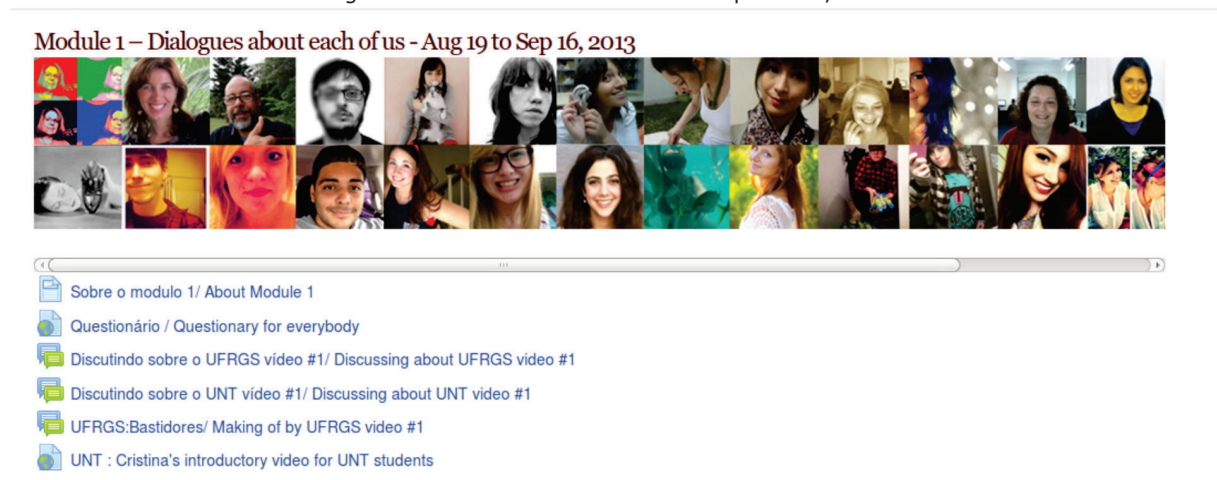 Module 1 – Dialogues about each of us - Aug 19 to Sep 16, 2013
Sobre o modulo 1/ About Module 1
Questionário / Questionary for everybody
Discutindo sobre o UFRGS vídeo #1/ Discussing about UFRGS video #1
Discutindo sobre o UNT vídeo #1/ Discussing about UNT video #1
UFRGS:Bastidores/ Making of by UFRGS video #1
UNT : Cristina's introductory video for UNT students